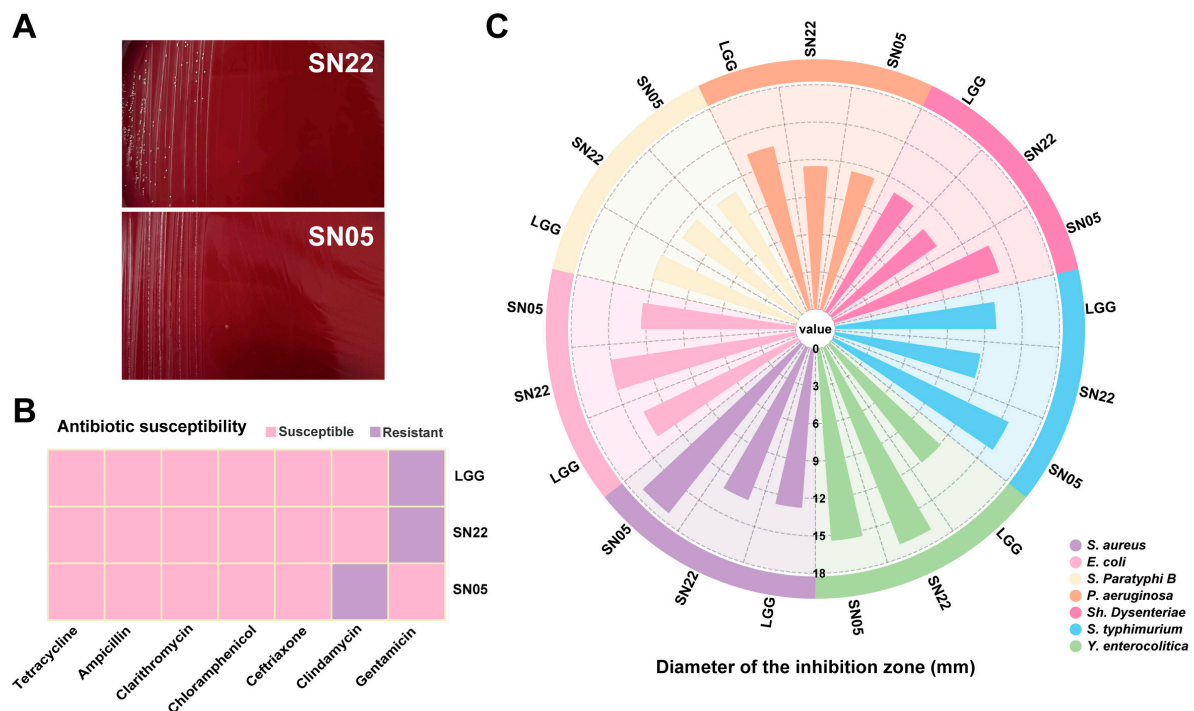 A
SN22
SN05
B
Antibiotic susceptibility
Susceptible
Resistant
LGG
SN22
SN05
Tetracycline
Ampicillin
Clarithromycin
Chloramphenicol
Ceftriaxone
Clindamycin
Gentamicin
C
LGG
SN22
SN05
LGG
SN22
SN05
LGG
SN22
SN05
LGG
SN22
SN05
LGG
SN22
SN05
LGG
SN22
SN05
LGG
SN22
SN05
value
0
3
6
9
12
15
18
S. aureus
E. coli
S. Paratyphi B
P. aeruginosa
Sh. Dysenteriae
S. typhimurium
Y. enterocolitica
Diameter of the inhibition zone (mm)